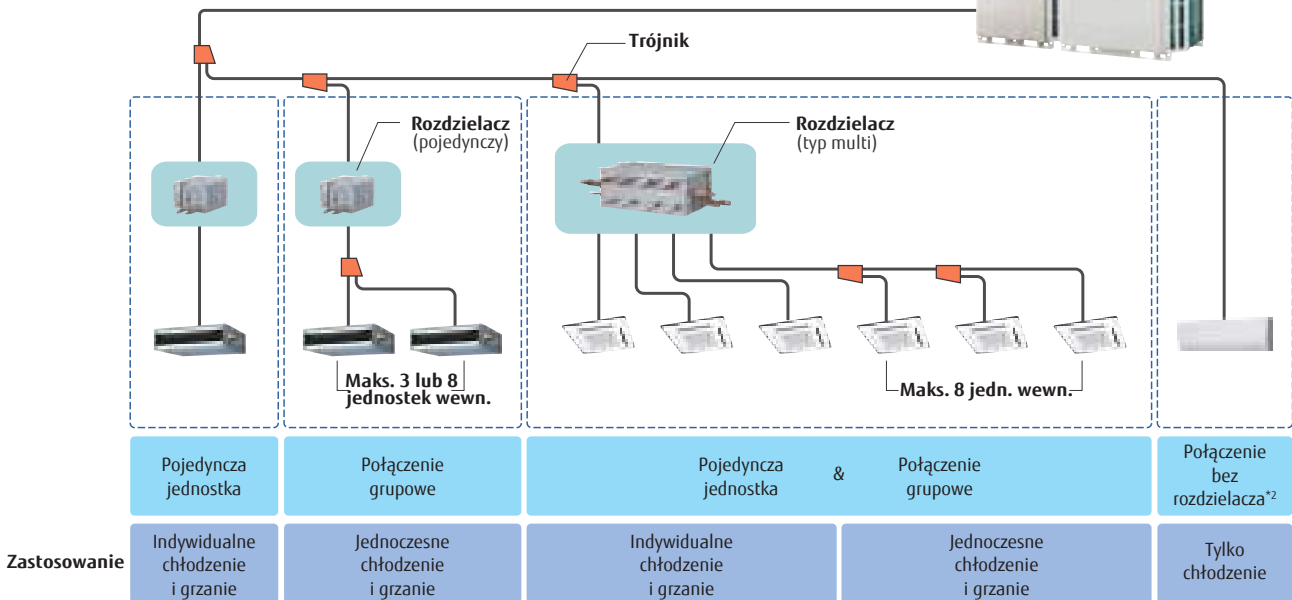 Trójnik
Rozdzielacz
(pojedynczy)
Rozdzielacz
(typ multi)
Maks. 3 lub 8
jednostek wewn.
Maks. 8 jedn. wewn.
Pojedyncza
jednostka
Połączenie
grupowe
Pojedyncza
jednostka
&
Połączenie
grupowe
Połączenie
bez
rozdzielacza*2
Zastosowanie
Indywidualne
chłodzenie
i grzanie
Jednoczesne
chłodzenie
i grzanie
Indywidualne
chłodzenie
i grzanie
Jednoczesne
chłodzenie
i grzanie
Tylko
chłodzenie